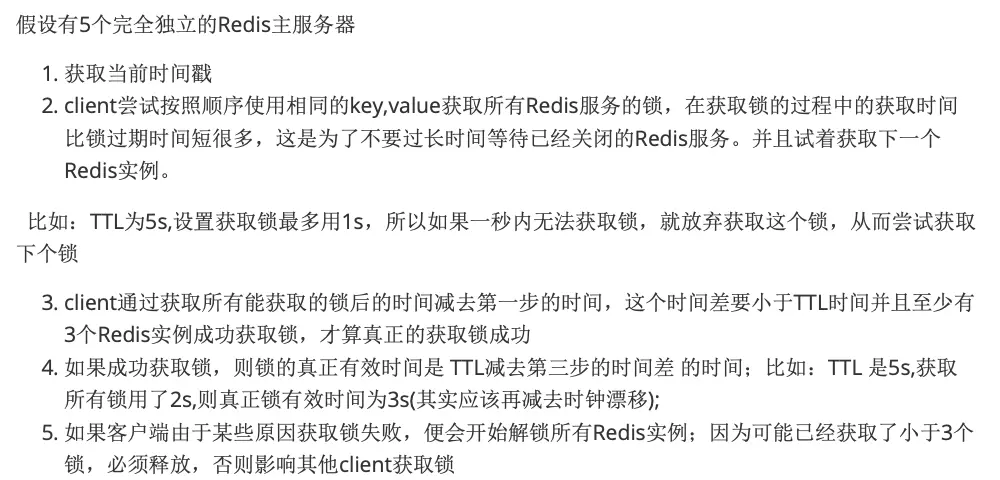 假设有5个完全独立的Redis主服务器
1. 获取当前时间戳
2. client尝试按照顺序使用相同的key,value获取所有Redis服务的锁，在获取锁的过程中的获取时间
比锁过期时间短很多，这是为了不要过长时间等待已经关闭的Redis服务。并且试着获取下一个
Redis实例。
比如：TTL为5s,设置获取锁最多用1s，所以如果一秒内无法获取锁，就放弃获取这个锁，从而尝试获取
下个锁
3. client通过获取所有能获取的锁后的时间减去第一步的时间，这个时间差要小于TTL时间并且至少有
3个Redis实例成功获取锁，才算真正的获取锁成功
4. 如果成功获取锁，则锁的真正有效时间是 TTL减去第三步的时间差 的时间；比如：TTL 是5s,获取
所有锁用了2s,则真正锁有效时间为3s(其实应该再减去时钟漂移);
5. 如果客户端由于某些原因获取锁失败，便会开始解锁所有Redis实例；因为可能已经获取了小于3个
锁，必须释放，否则影响其他client获取锁